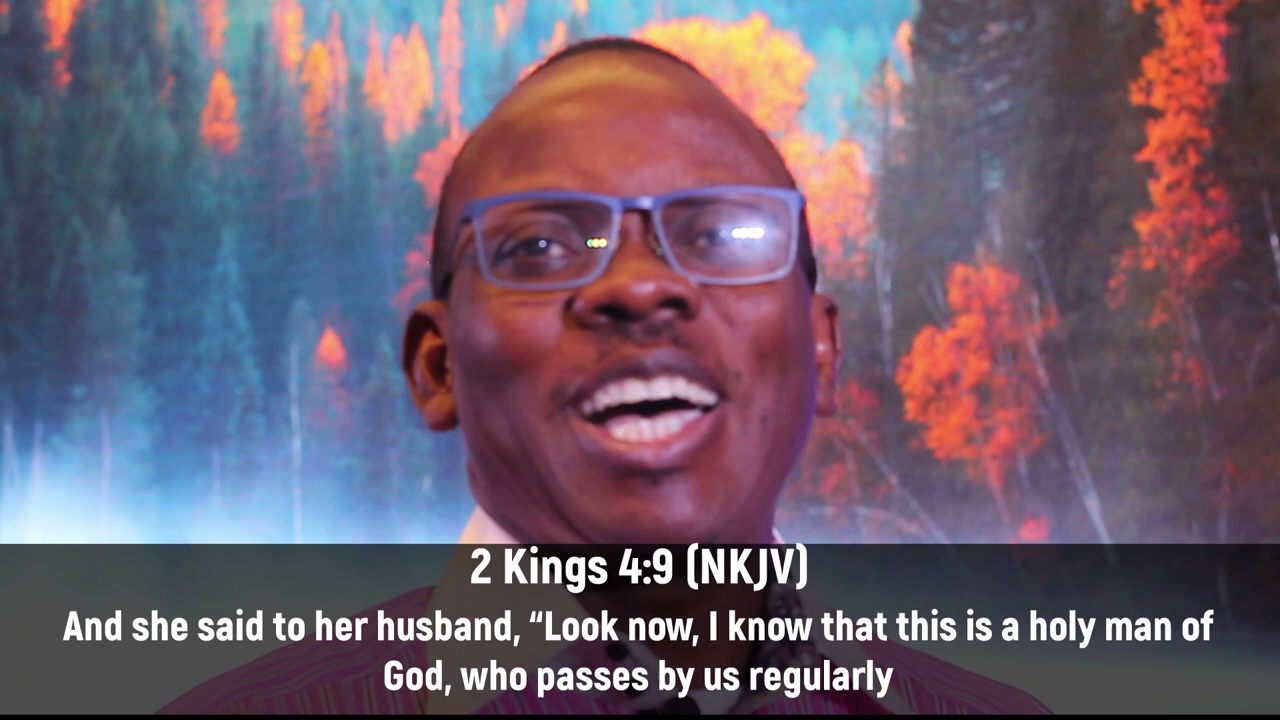 2 Kings 4:9 (NKJV)
And she said to her husband, “Look now, I know that this is a holy man of
God, who passes by us regularly